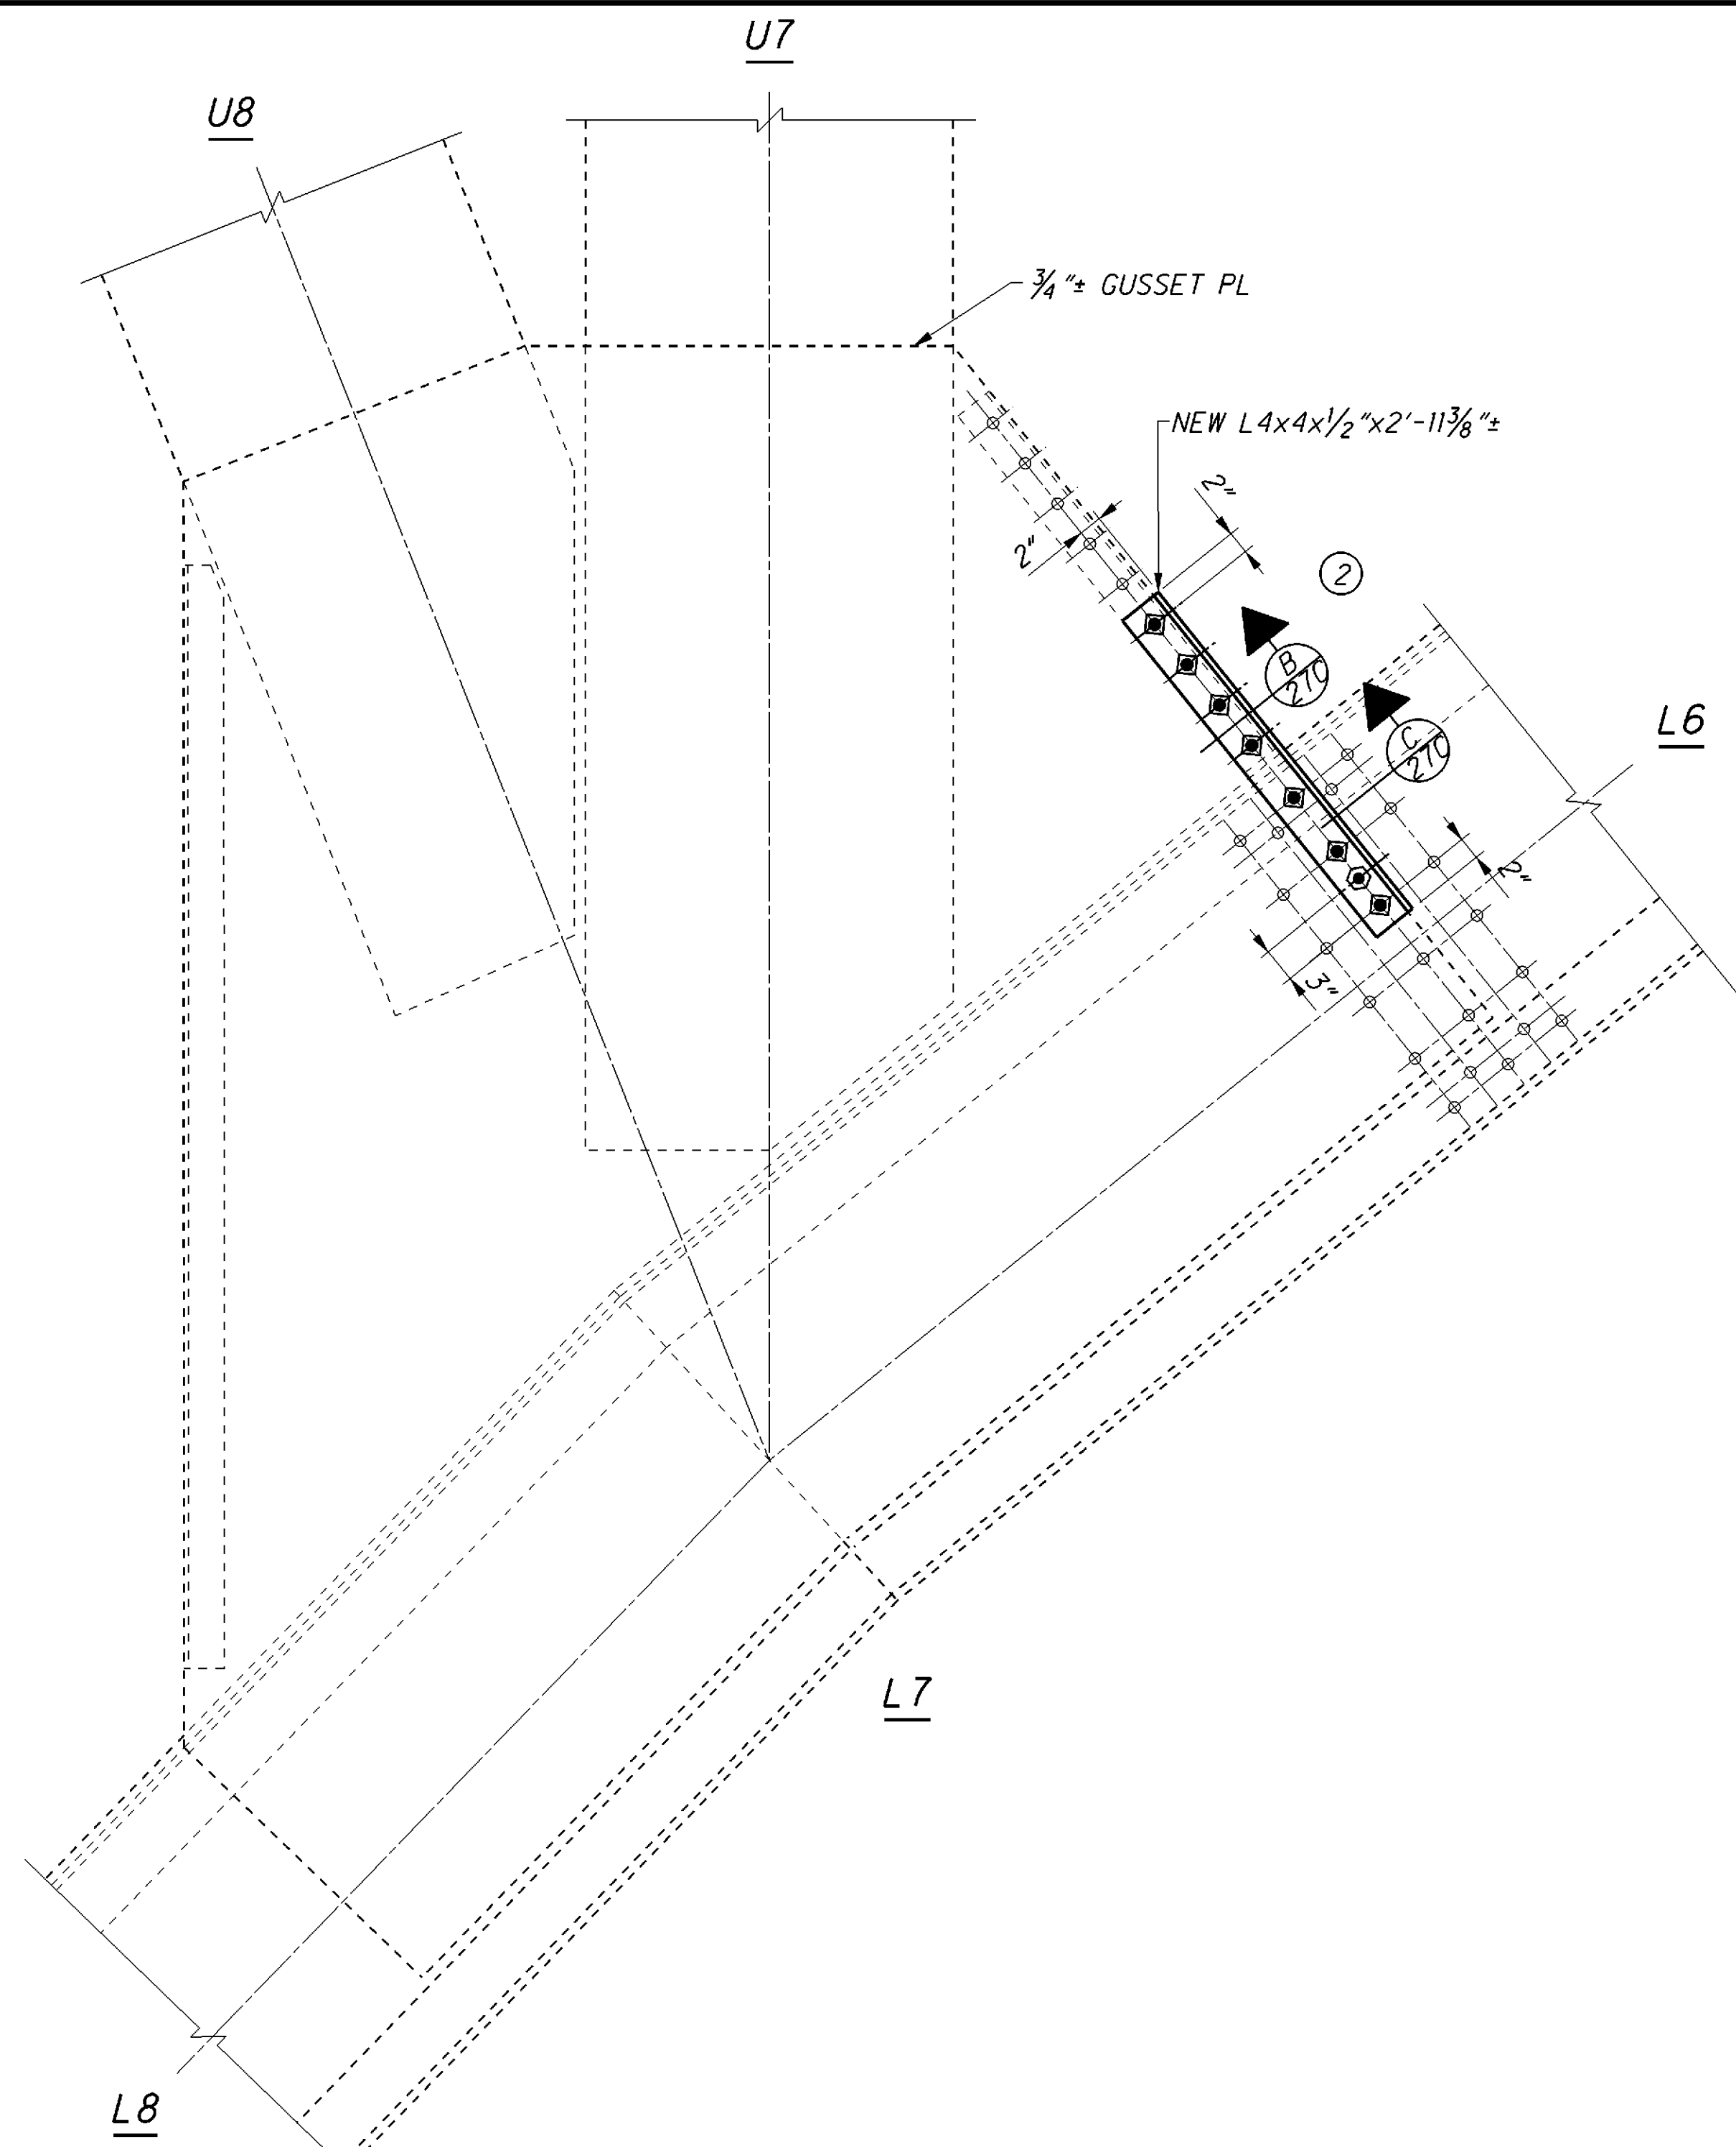 U7
U8
3/4"± GUSSET PL
NEW L4x4x1/2"x2'-11 3/8"±
2"
2"
2
B
270
L6
C
270
2"
3"
L7
L8